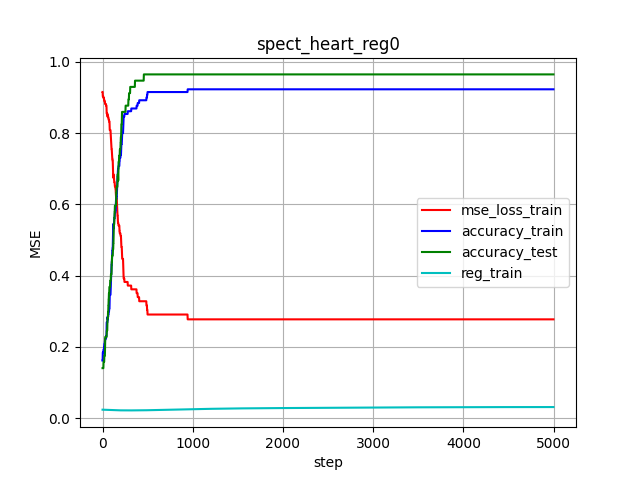 spect_heart_reg0
1.0
0.8
0.6
0.4
0.2
0.0
MSE
mse_loss_train
accuracy_train
accuracy_test
reg_train
0 1000 2000 3000 4000 5000
step